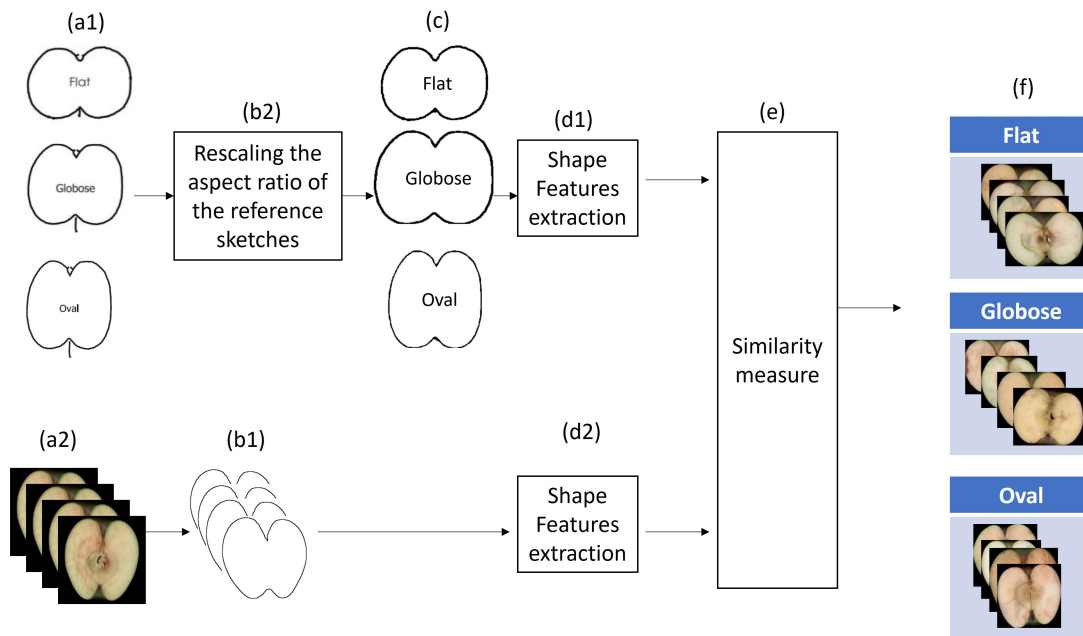 (a1)
Flat
Globose
Oval
(b2)
Rescaling the
aspect ratio of
the reference
sketches
(c)
Flat
Globose
Oval
(d1)
Shape
Features
extraction
(e)
Similarity
measure
(f)
Flat
Globose
Oval
(a2)
(b1)
(d2)
Shape
Features
extraction